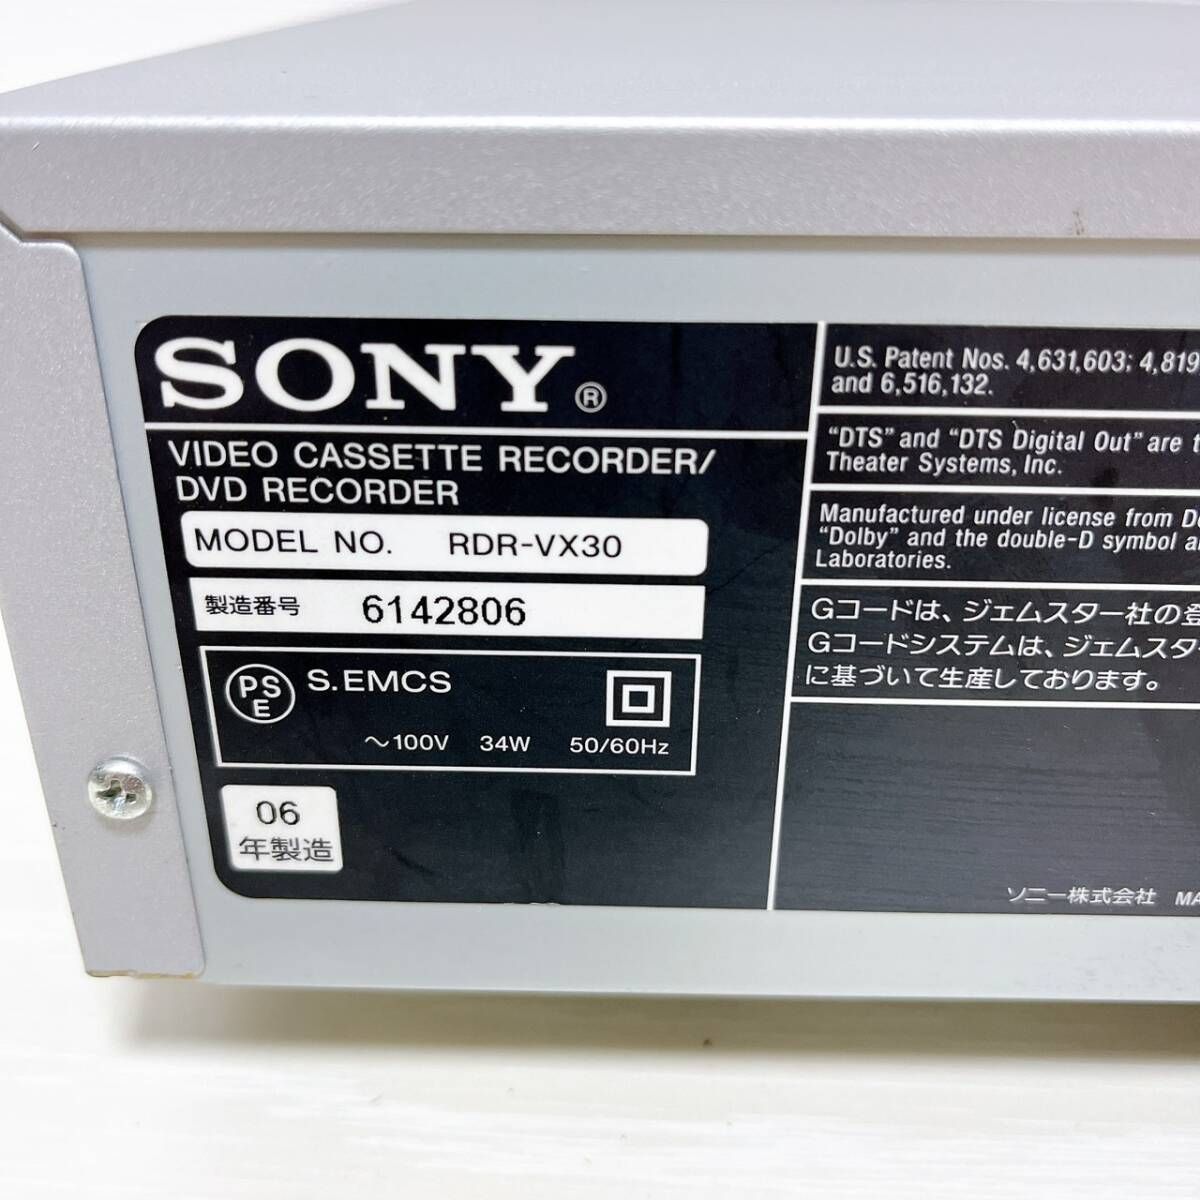 SONY®
VIDEO CASSETTE RECORDER/
DVD RECORDER
MODEL NO. RDR-VX30
製造番号 6142806
PS
E
S.EMCS
～100V 34W 50/60Hz
06
年製造
U.S. Patent Nos. 4,631,603; 4,819
and 6,516,132.
“DTS” and “DTS Digital Out” are
Theater Systems, Inc.
Manufactured under license from
“Dolby” and the double-D symbol
Laboratories.
Gコードは、ジェムスター社の登
Gコードシステムは、ジェムスター
に基づいて生産しております。
ソニー株式会社